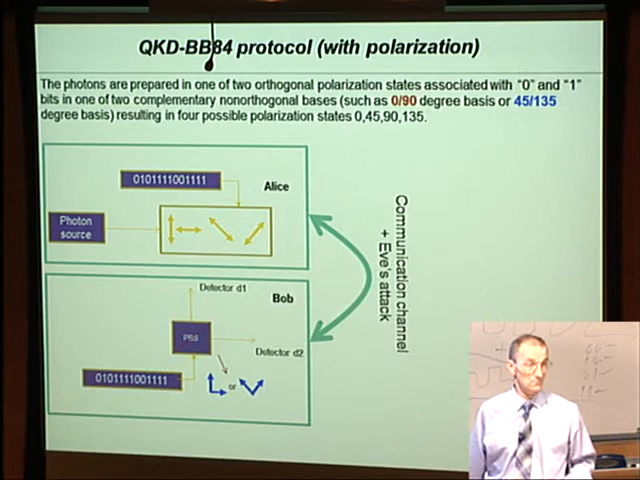 QKD-BB84 protocol (with polarization)
The photons are prepared in one of two orthogonal polarization states associated with “0” and “1”
bits in one of two complementary nonorthogonal bases (such as 0/90 degree basis or 45/135
degree basis) resulting in four possible polarization states 0,45,90,135.
0101111001111
Alice
Photon
source
Communication channel
+ Eve's attack
Detector d1
Bob
PBS
Detector d2
0101111001111
or